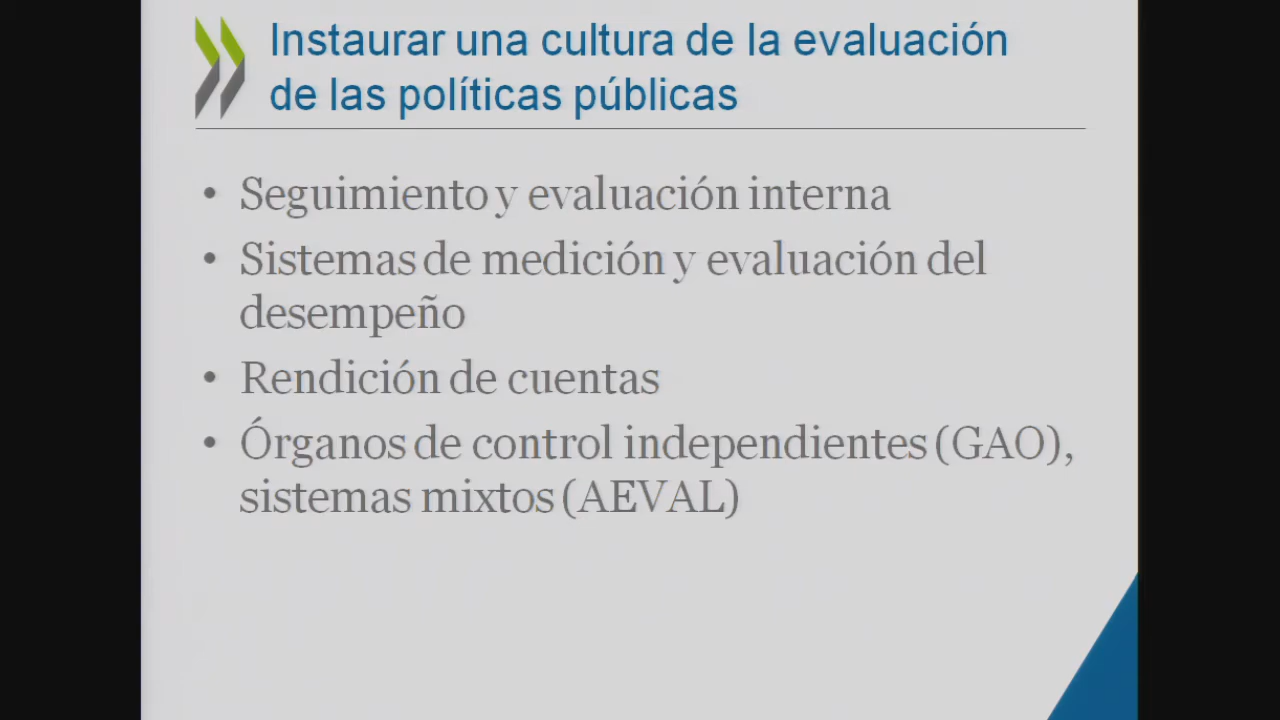 Instaurar una cultura de la evaluación
de las políticas públicas
• Seguimiento y evaluación interna
• Sistemas de medición y evaluación del
desempeño
• Rendición de cuentas
• Órganos de control independientes (GAO),
sistemas mixtos (AEVAL)